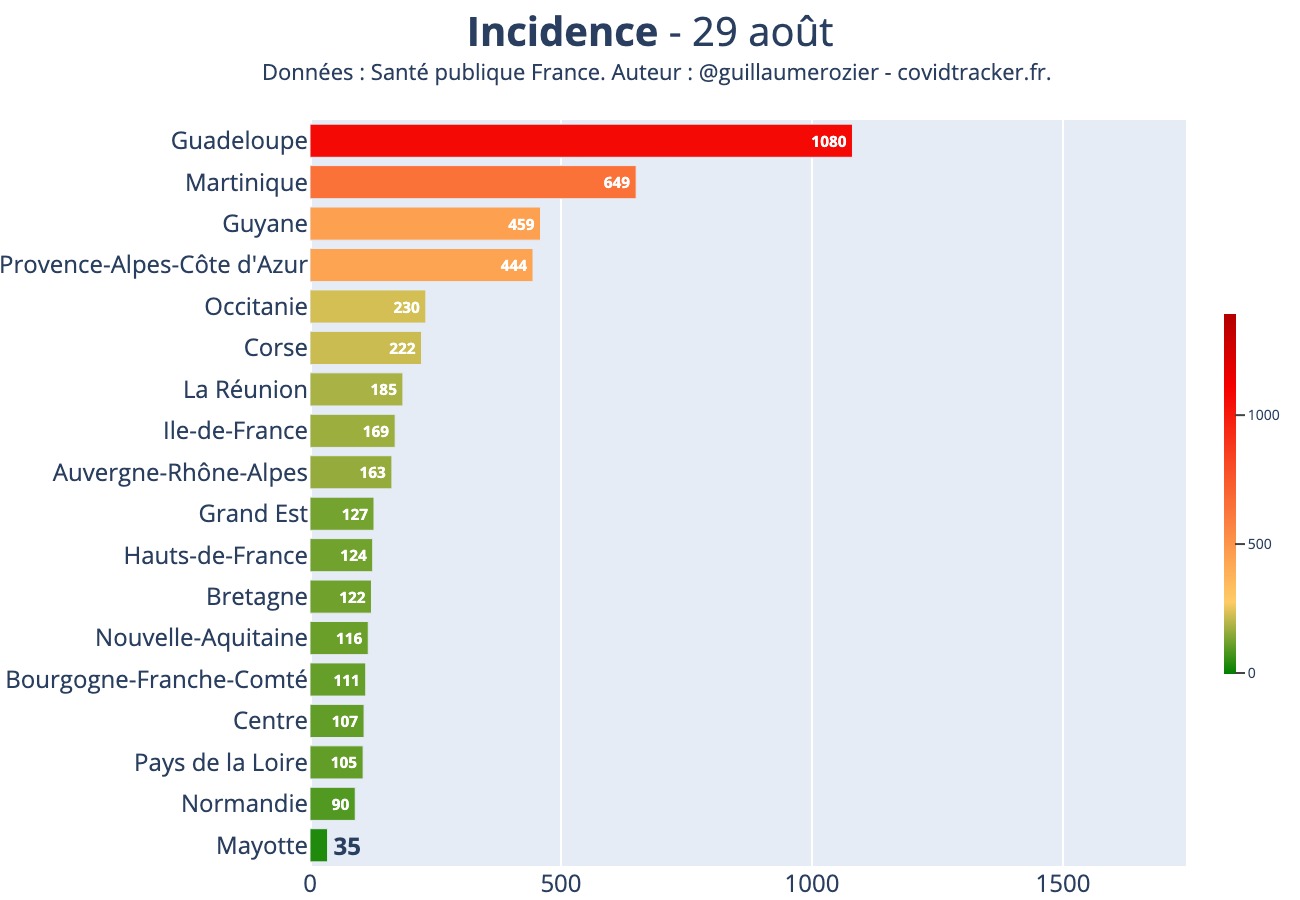 Incidence - 29 août
Données : Santé publique France. Auteur : @guillaumerozier - covidtracker.fr.
Guadeloupe 1080
Martinique 649
Guyane 459
Provence-Alpes-Côte d'Azur 444
Occitanie 230
Corse 222
La Réunion 185
Ile-de-France 169
Auvergne-Rhône-Alpes 163
Grand Est 127
Hauts-de-France 124
Bretagne 122
Nouvelle-Aquitaine 116
Bourgogne-Franche-Comté 111
Centre 107
Pays de la Loire 105
Normandie 90
Mayotte 35
0 500 1000 1500
1000
500
0